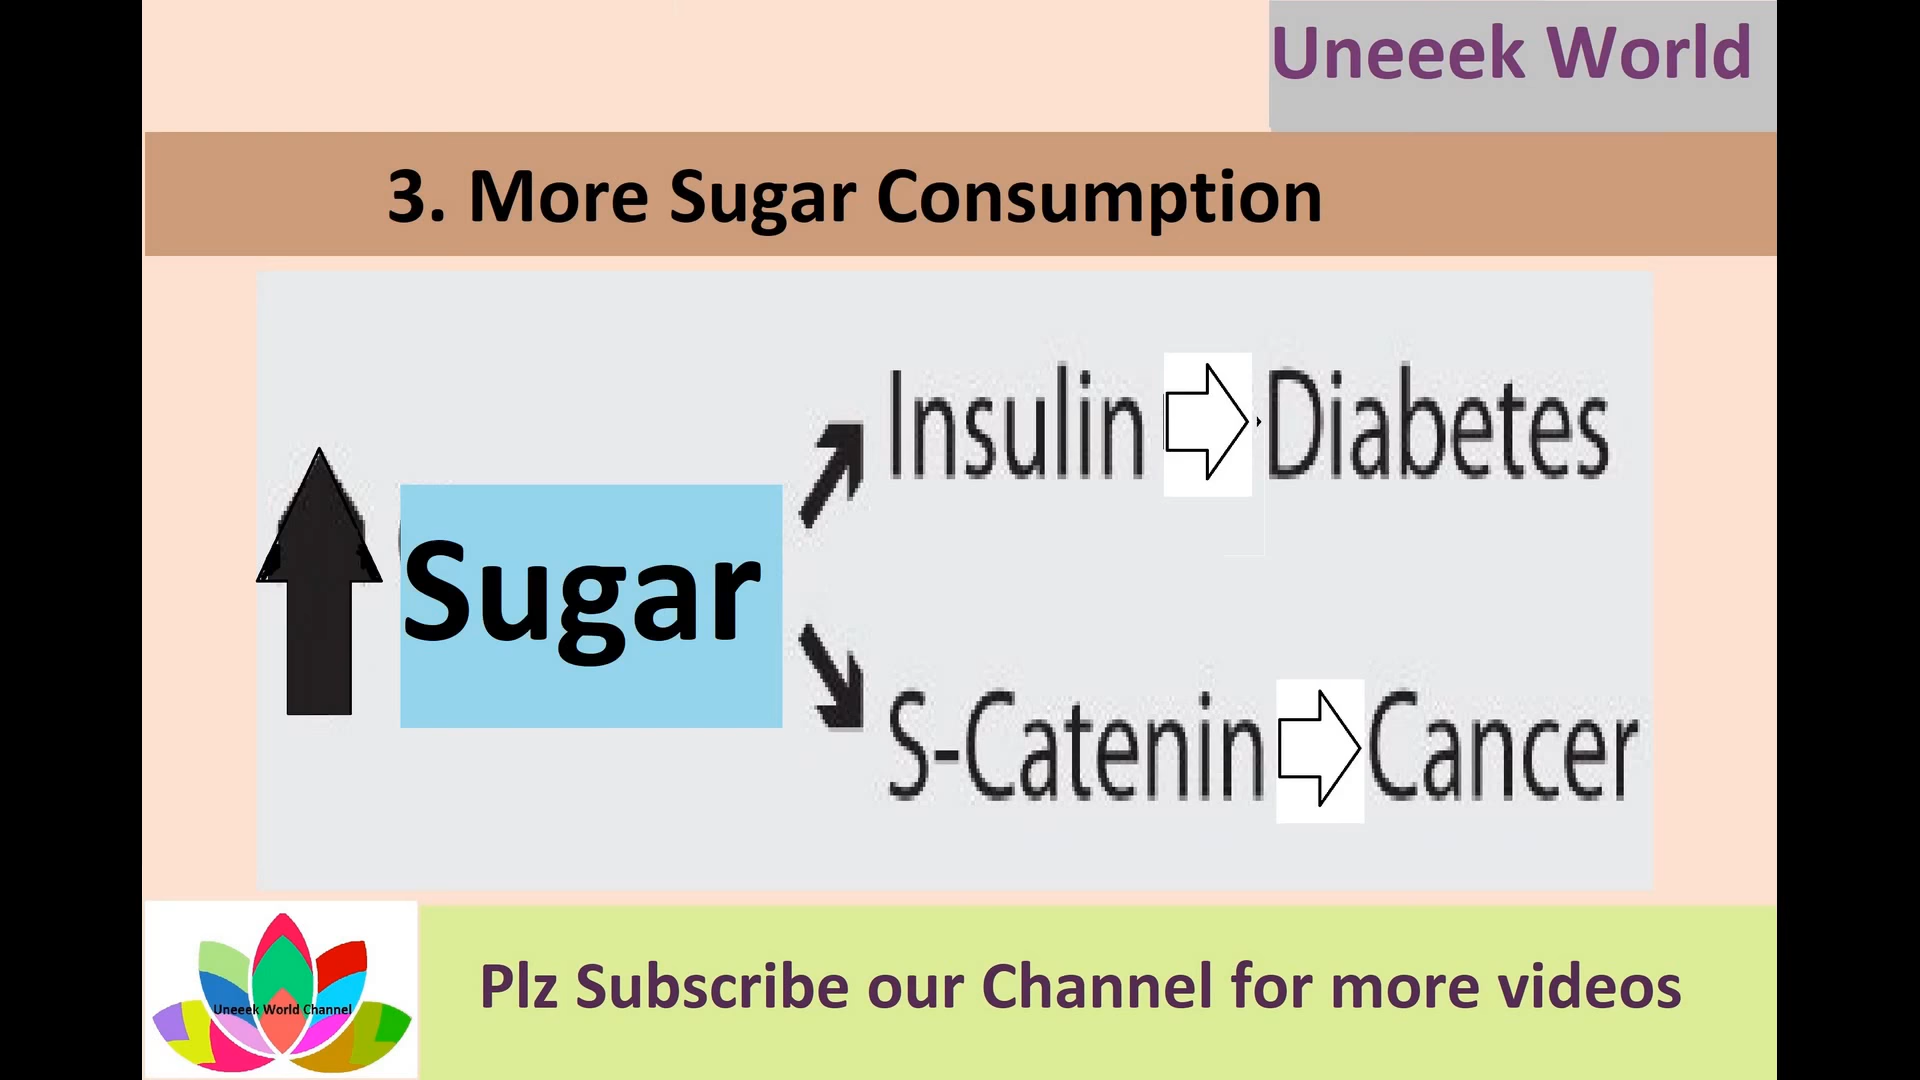 Uneeek World
3. More Sugar Consumption
Insulin Diabetes
Sugar
S-Catenin Cancer
Uneeek World Channel
Plz Subscribe our Channel for more videos